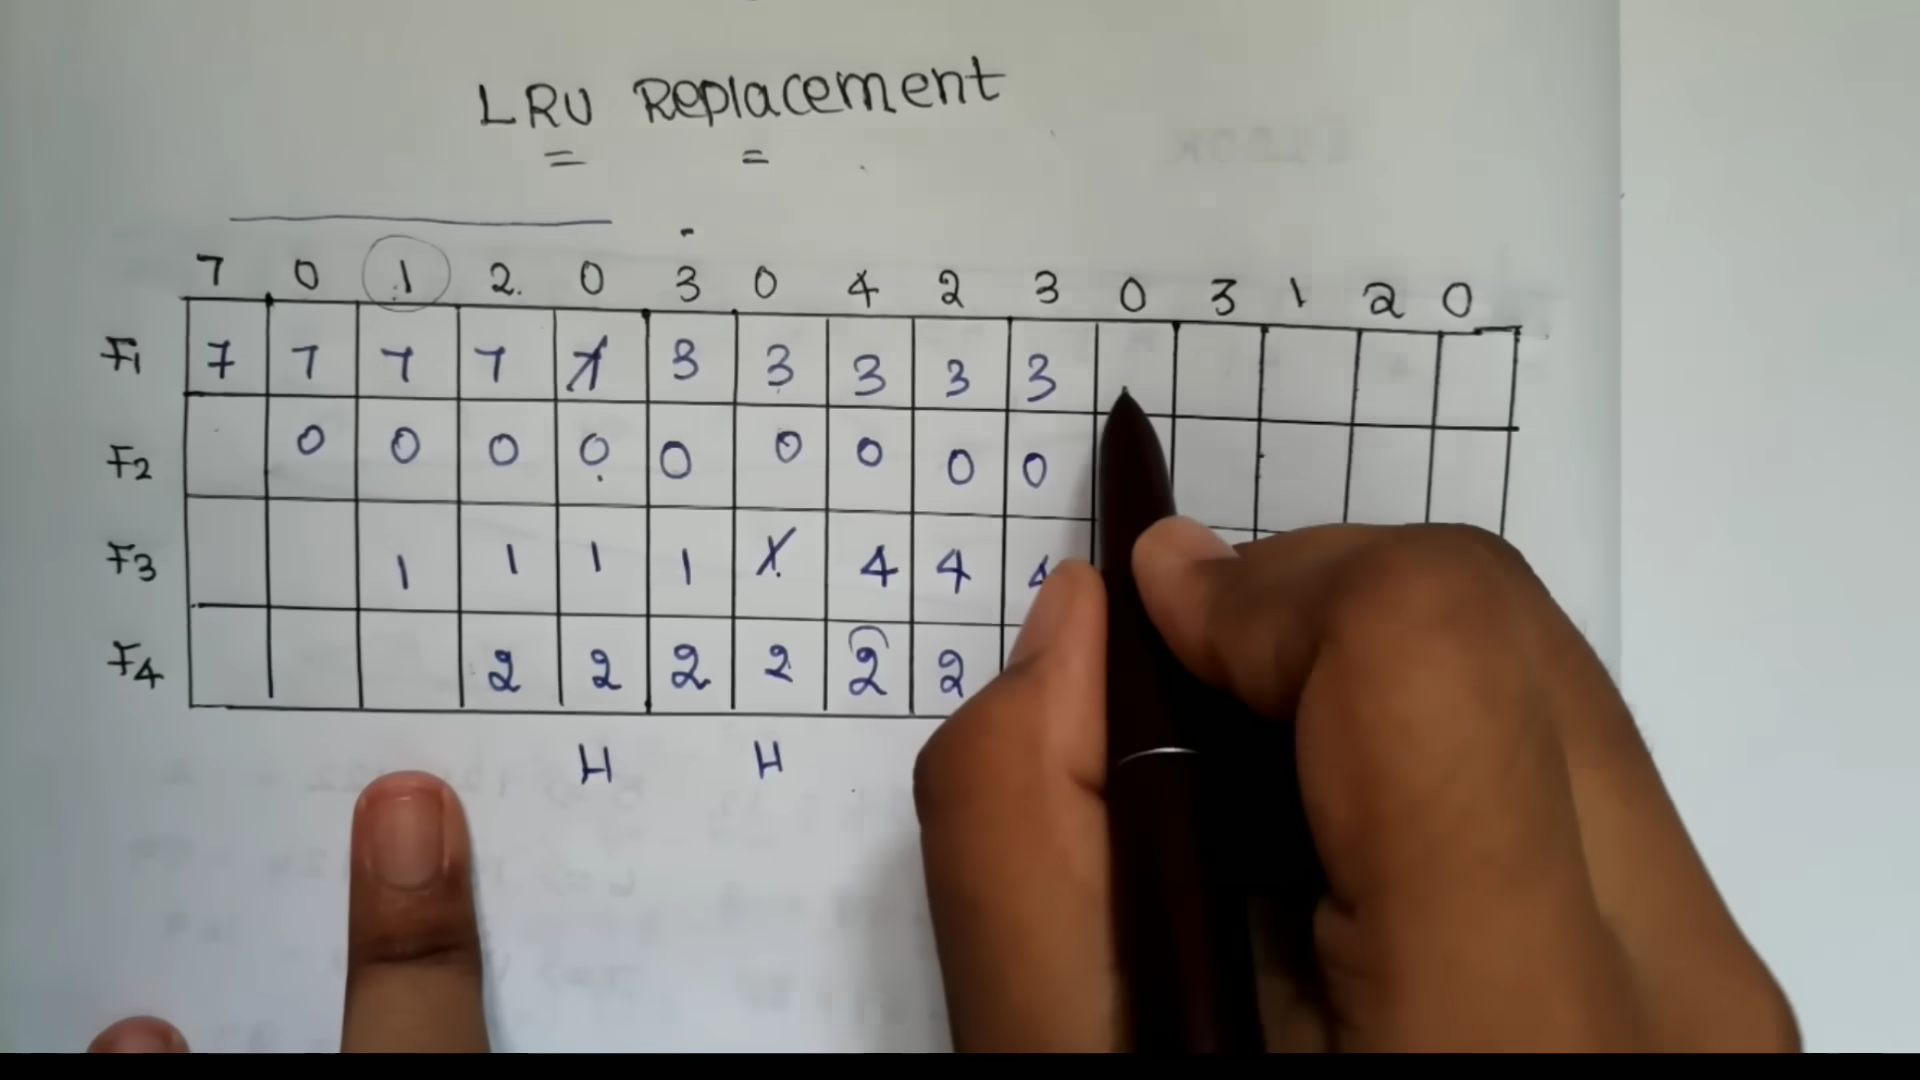 LRU Replacement
7 0 1 2 0 3 0 4 2 3 0 3 1 2 0
F1 7 7 7 7 7 3 3 3 3 3
F2 0 0 0 0 0 0 0 0 0
F3 1 1 1 1 1 4 4 4
F4 2 2 2 2 2 2
H H